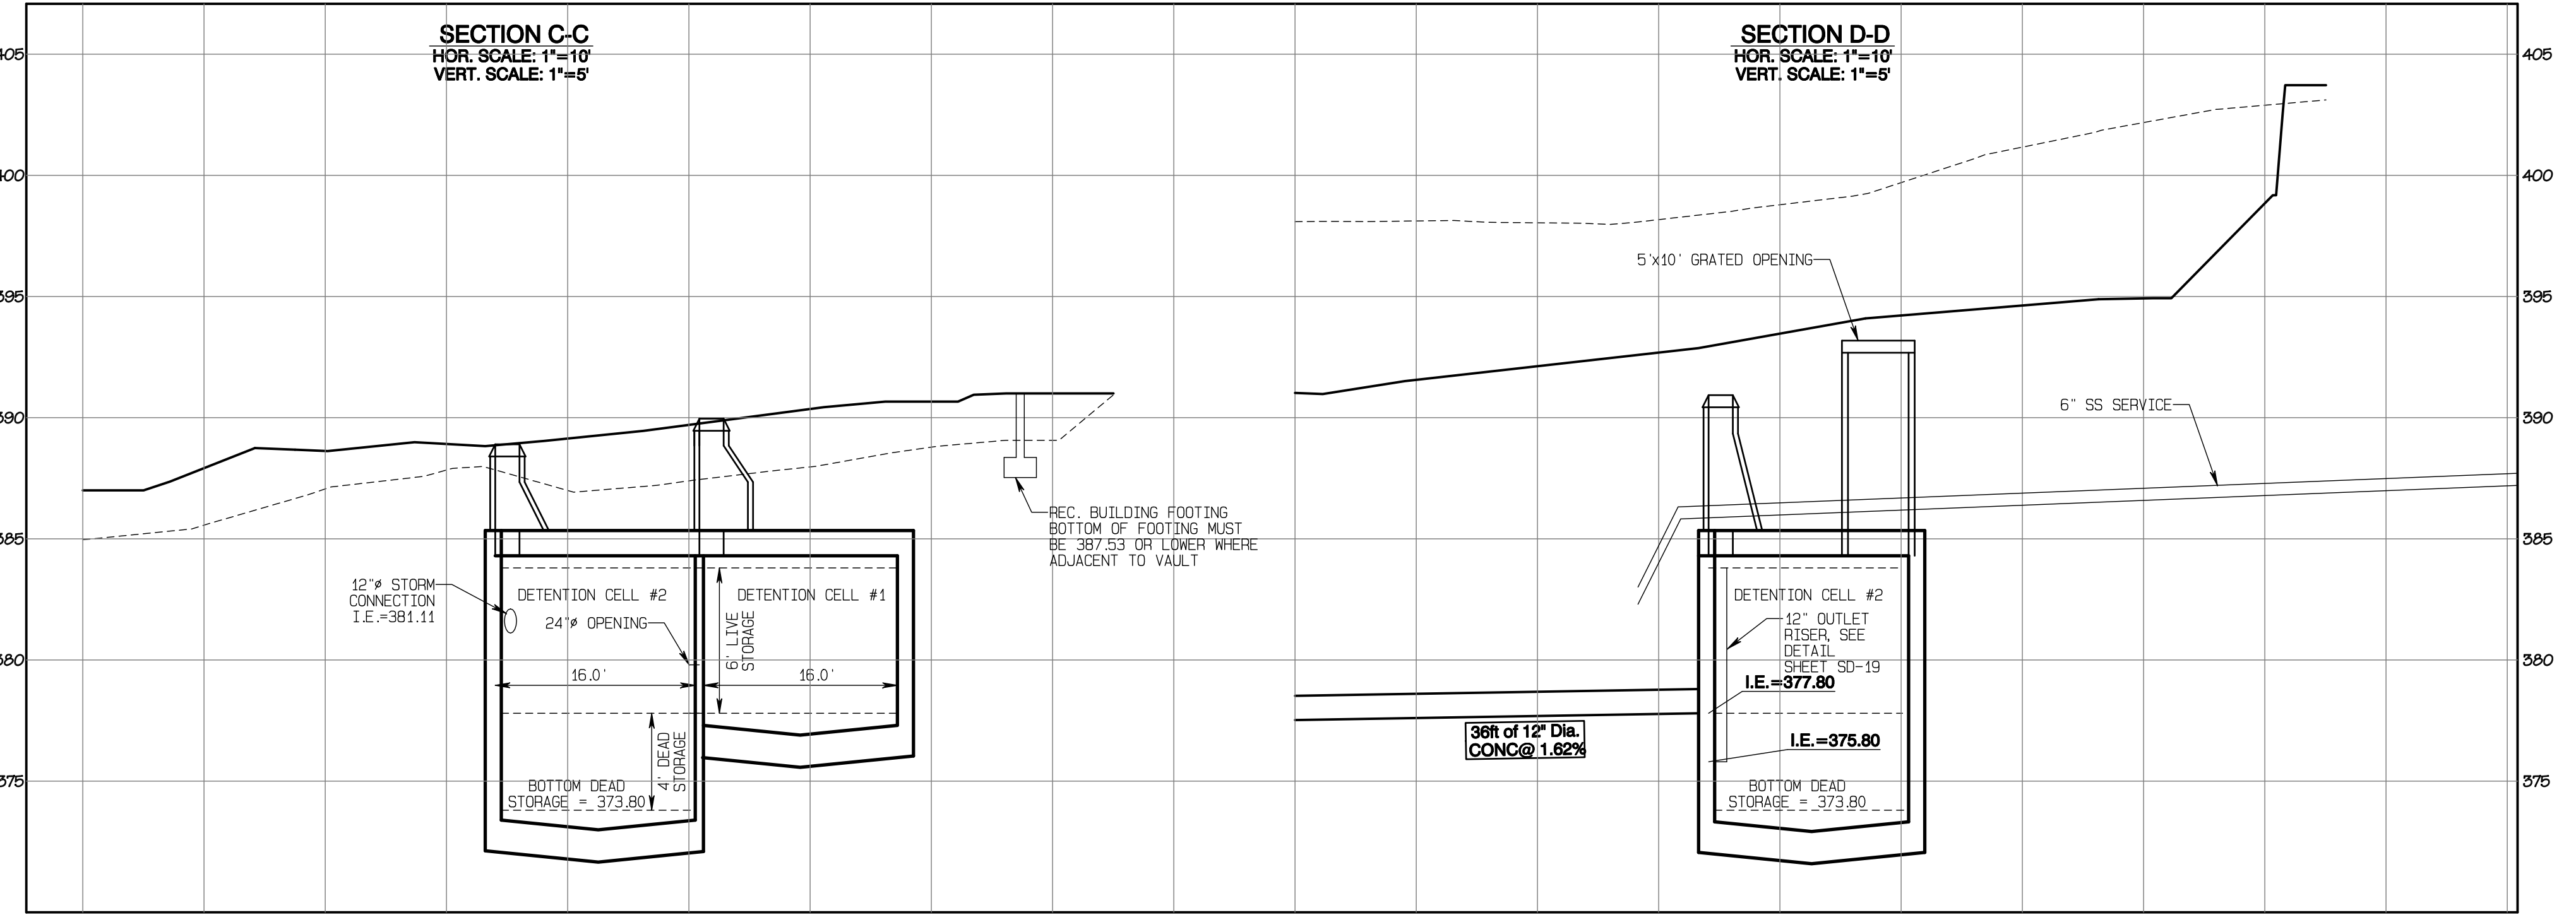 SECTION C-C
HOR. SCALE: 1"=10'
VERT. SCALE: 1"=5'
SECTION D-D
HOR. SCALE: 1"=10'
VERT. SCALE: 1"=5'
405
400
395
390
385
380
375
12"ø STORM
CONNECTION
I.E.=381.11
DETENTION CELL #2
24"ø OPENING
16.0'
DETENTION CELL #1
6' LIVE
STORAGE
16.0'
4' DEAD
STORAGE
BOTTOM DEAD
STORAGE = 373.80
REC. BUILDING FOOTING
BOTTOM OF FOOTING MUST
BE 387.53 OR LOWER WHERE
ADJACENT TO VAULT
5'x10' GRATED OPENING
6" SS SERVICE
DETENTION CELL #2
12" OUTLET
RISER, SEE
DETAIL
SHEET SD-19
I.E.=377.80
36ft of 12" Dia.
CONC@ 1.62%
I.E.=375.80
BOTTOM DEAD
STORAGE = 373.80
405
400
395
390
385
380
375